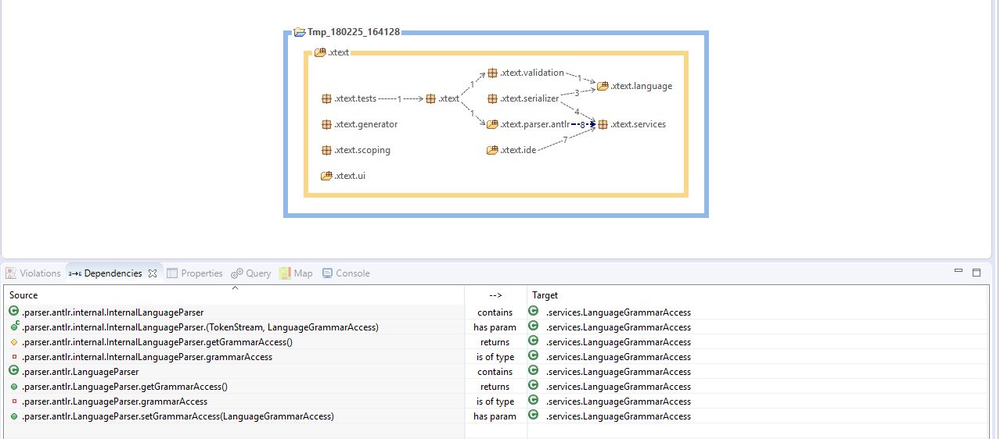 Tmp_180225_164128
.xtext
.xtext.validation
1
.xtext.language
1
3
.xtext.tests
1
.xtext
.xtext.serializer
1
4
.xtext.generator
.xtext.parser.antlr
8
.xtext.services
7
.xtext.scoping
.xtext.ide
.xtext.ui
Violations Dependencies Properties Query Map Console
Source --> Target
.parser.antlr.internal.InternalLanguageParser contains .services.LanguageGrammarAccess
.parser.antlr.internal.InternalLanguageParser.(TokenStream, LanguageGrammarAccess) has param .services.LanguageGrammarAccess
.parser.antlr.internal.InternalLanguageParser.getGrammarAccess() returns .services.LanguageGrammarAccess
.parser.antlr.internal.InternalLanguageParser.grammarAccess is of type .services.LanguageGrammarAccess
.parser.antlr.LanguageParser contains .services.LanguageGrammarAccess
.parser.antlr.LanguageParser.getGrammarAccess() returns .services.LanguageGrammarAccess
.parser.antlr.LanguageParser.grammarAccess is of type .services.LanguageGrammarAccess
.parser.antlr.LanguageParser.setGrammarAccess(LanguageGrammarAccess) has param .services.LanguageGrammarAccess